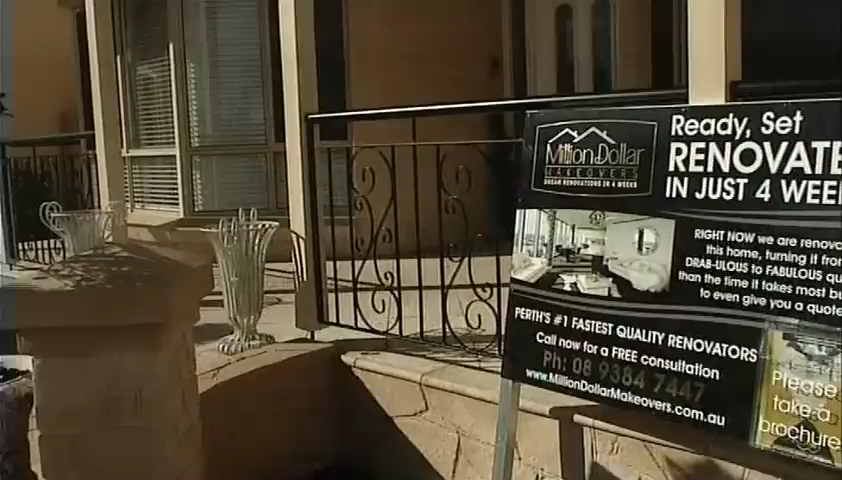 Million Dollar
MAKEOVERS
DREAM RENOVATIONS IN 4 WEEKS
Ready, Set
RENOVATE
IN JUST 4 WEE
RIGHT NOW we are renova
this home, turning it from
DRAB-ULOUS to FABULOUS qu
than the time it takes most bu
to even give you a quote
PERTH'S #1 FASTEST QUALITY RENOVATORS
Call now for a FREE consultation
Ph: 08 9384 7447
www.MillionDollarMakeovers.com.au
Please
take a
brochure